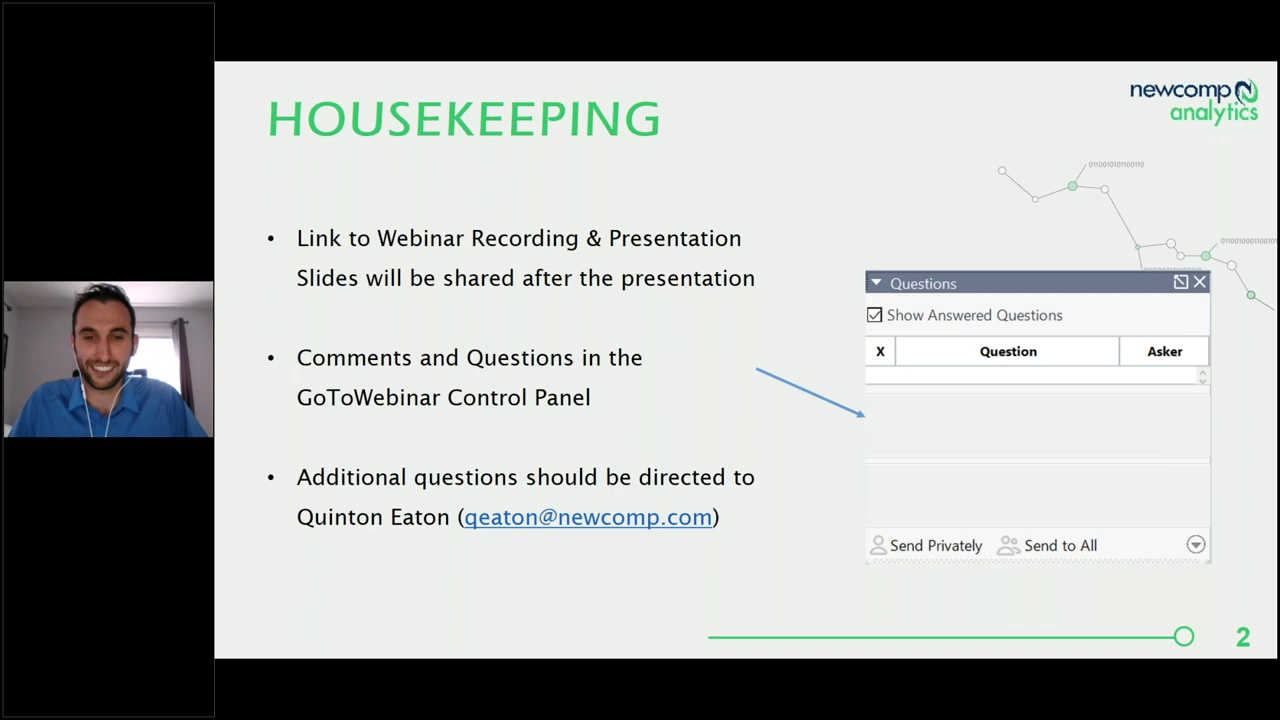 HOUSEKEEPING
newcomp
analytics
0110010101100110
• Link to Webinar Recording & Presentation
Slides will be shared after the presentation
• Comments and Questions in the
GoToWebinar Control Panel
• Additional questions should be directed to
Quinton Eaton (qeaton@newcomp.com)
Questions
Show Answered Questions
X Question Asker
Send Privately Send to All
2